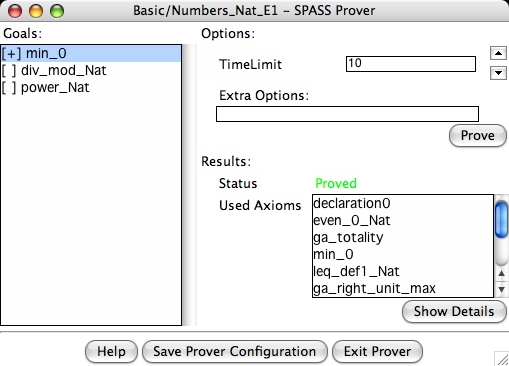 Basic/Numbers_Nat_E1 – SPASS Prover
Goals:
[+] min_0
[ ] div_mod_Nat
[ ] power_Nat
Options:
TimeLimit
10
Extra Options:
Prove
Results:
Status
Proved
Used Axioms
declaration0
even_0_Nat
ga_totality
min_0
leq_def1_Nat
ga_right_unit_max
Show Details
Help
Save Prover Configuration
Exit Prover